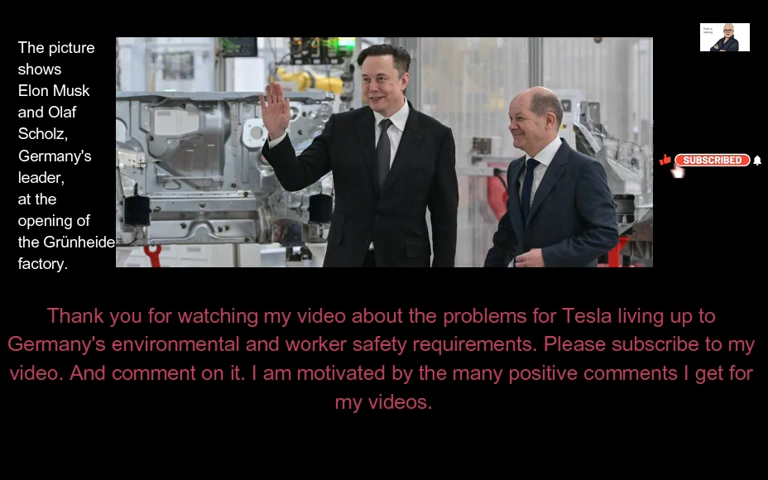 The picture
shows
Elon Musk
and Olaf
Scholz,
Germany's
leader,
at the
opening of
the Grünheide
factory.
SUBSCRIBED
Thank you for watching my video about the problems for Tesla living up to
Germany's environmental and worker safety requirements. Please subscribe to my
video. And comment on it. I am motivated by the many positive comments I get for
my videos.